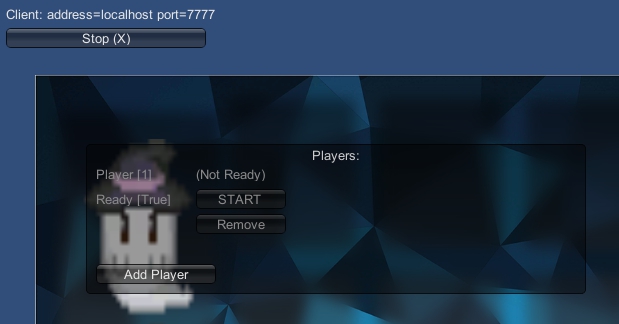 Client: address=localhost port=7777
Stop (X)
Players:
Player [1] (Not Ready)
Ready [True] START
Remove
Add Player